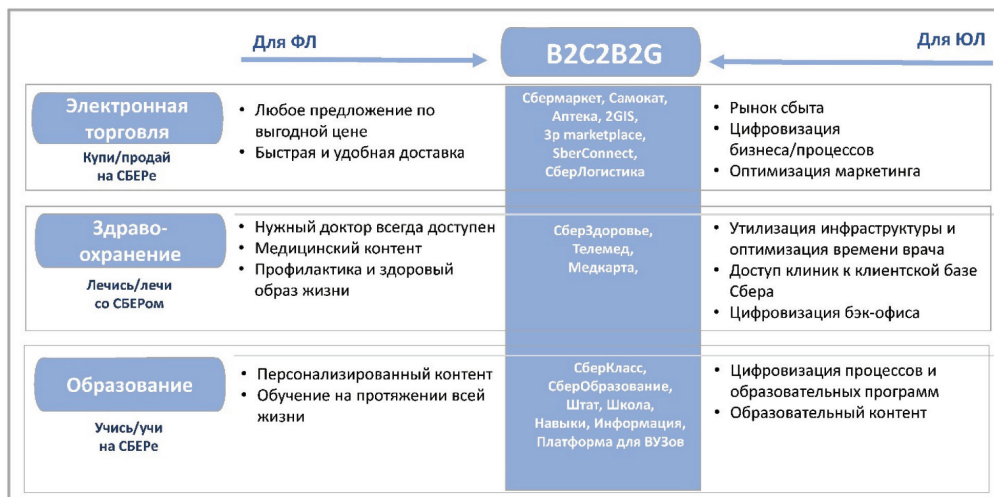 Для ФЛ
B2C2B2G
Для ЮЛ
Электронная
торговля
Купи/продай
на СБЕРе
• Любое предложение по
выгодной цене
• Быстрая и удобная доставка
Сбермаркет, Самокат,
Аптека, 2GIS,
3p marketplace,
SberConnect,
СберЛогистика
• Рынок сбыта
• Цифровизация
бизнеса/процессов
• Оптимизация маркетинга
Здраво-
охранение
Лечись/лечи
со СБЕРом
• Нужный доктор всегда доступен
• Медицинский контент
• Профилактика и здоровый
образ жизни
СберЗдоровье,
Телемед,
Медкарта,
• Утилизация инфраструктуры и
оптимизация времени врача
• Доступ клиник к клиентской базе
Сбера
• Цифровизация бэк-офиса
Образование
Учись/учи
на СБЕРе
• Персонализированный контент
• Обучение на протяжении всей
жизни
СберКласс,
СберОбразование,
Штат, Школа,
Навыки, Информация,
Платформа для ВУЗов
• Цифровизация процессов и
образовательных программ
• Образовательный контент